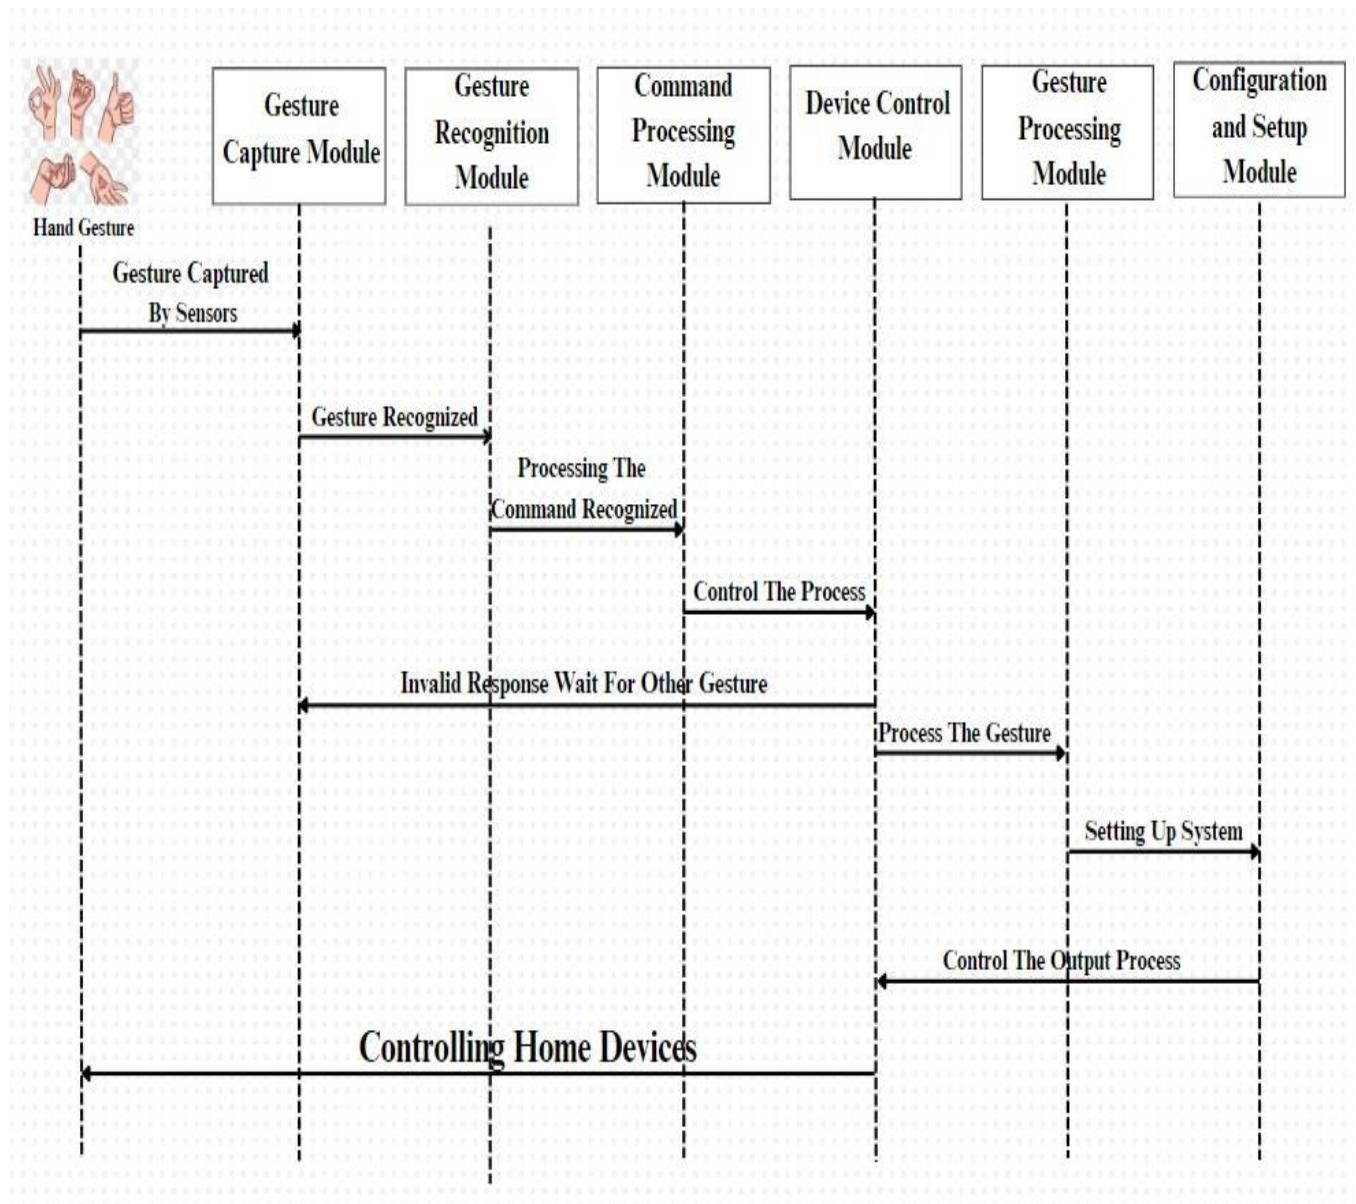 Gesture
Capture Module
Gesture
Recognition
Module
Command
Processing
Module
Device Control
Module
Gesture
Processing
Module
Configuration
and Setup
Module
Hand Gesture
Gesture Captured
By Sensors
Gesture Recognized
Processing The
Command Recognized
Control The Process
Invalid Response Wait For Other Gesture
Process The Gesture
Setting Up System
Control The Output Process
Controlling Home Devices